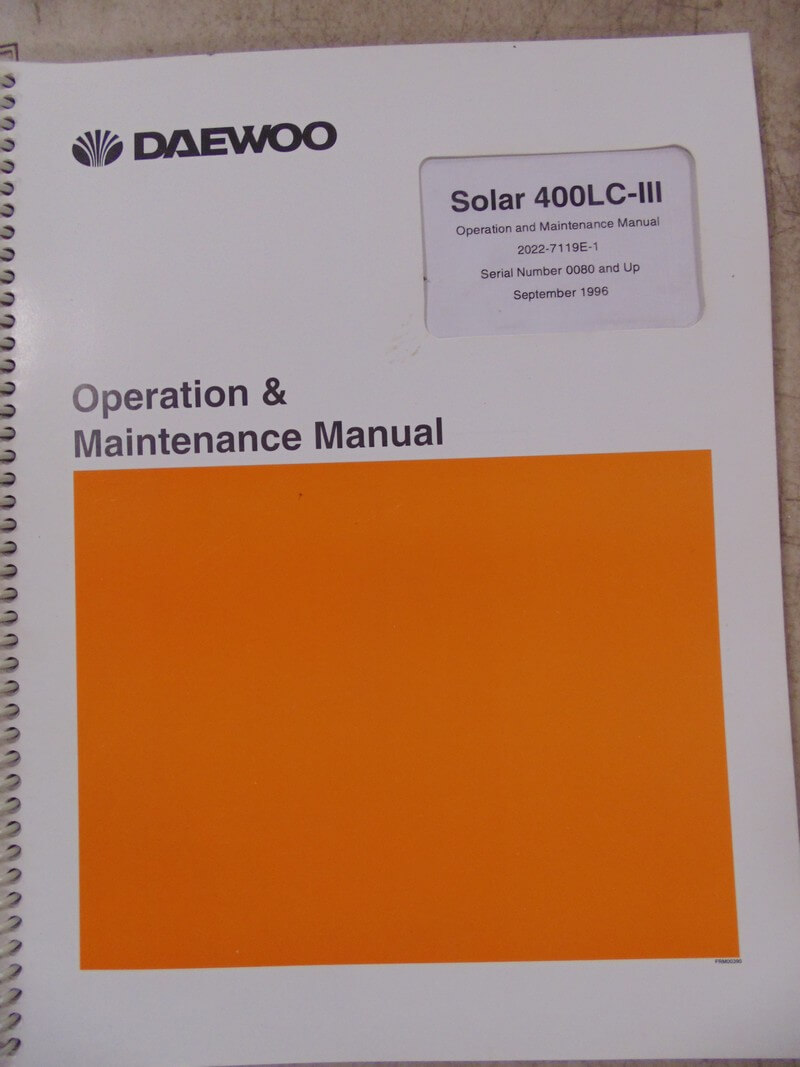 DAEWOO
Solar 400LC-III
Operation and Maintenance Manual
2022-7119E-1
Serial Number 0080 and Up
September 1996
Operation &
Maintenance Manual
FRM00390